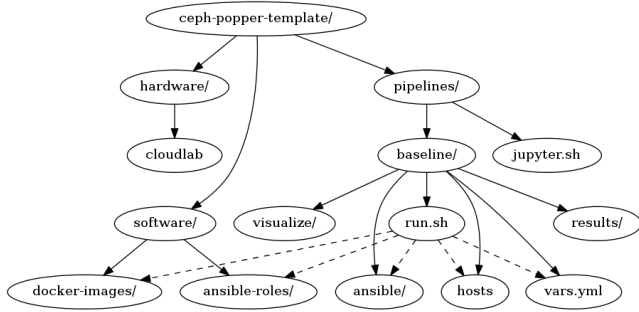 ceph-popper-template/
hardware/
pipelines/
cloudlab
baseline/
jupyter.sh
software/
visualize/
run.sh
results/
docker-images/
ansible-roles/
ansible/
hosts
vars.yml